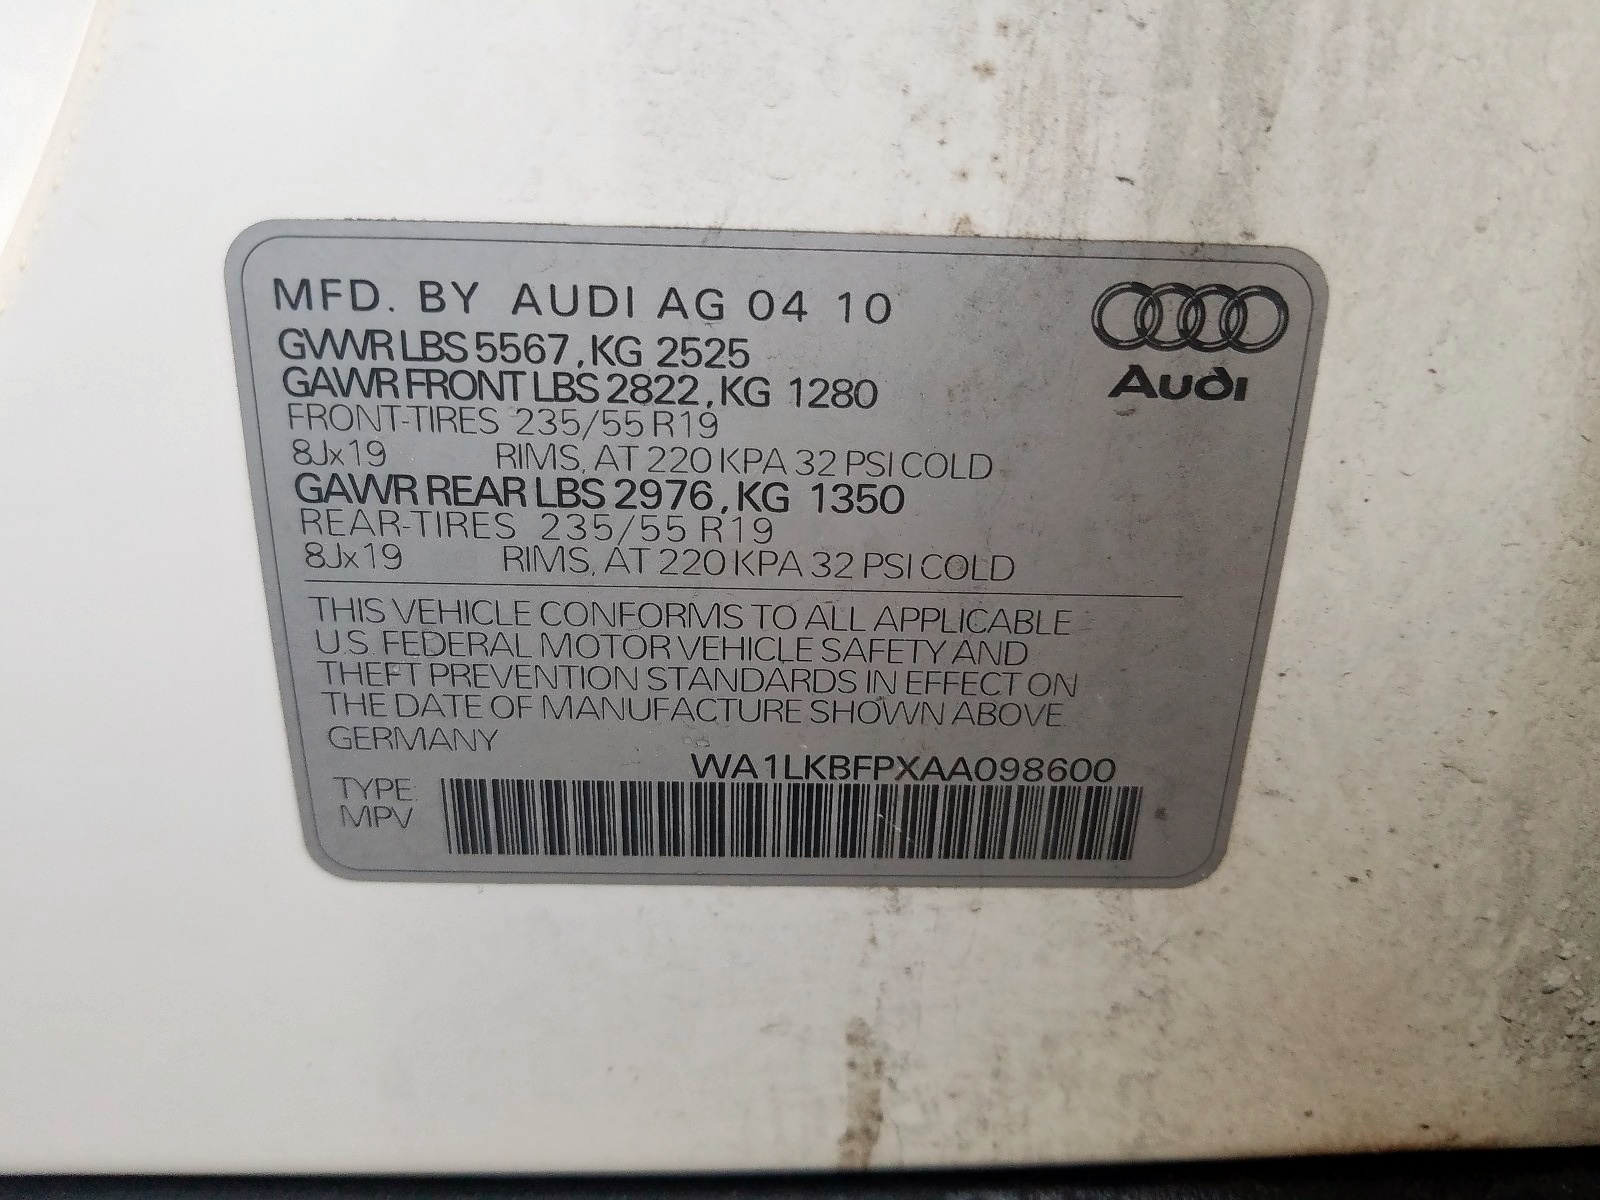 MFD. BY AUDI AG 04 10
GVWR LBS 5567, KG 2525
GAWR FRONT LBS 2822, KG 1280
FRONT-TIRES 235/55 R19
8Jx19 RIMS, AT 220 KPA 32 PSI COLD
GAWR REAR LBS 2976, KG 1350
REAR-TIRES 235/55 R19
8Jx19 RIMS, AT 220 KPA 32 PSI COLD
Audi
THIS VEHICLE CONFORMS TO ALL APPLICABLE
U.S. FEDERAL MOTOR VEHICLE SAFETY AND
THEFT PREVENTION STANDARDS IN EFFECT ON
THE DATE OF MANUFACTURE SHOWN ABOVE.
GERMANY
WA1LKBFPXAA098600
TYPE:
MPV